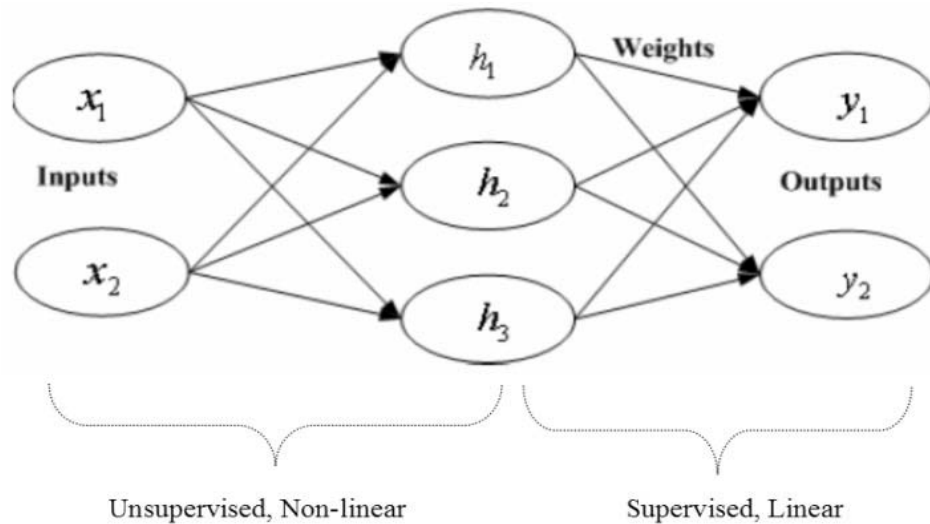 h₁
Weights
x₁
y₁
Inputs
h₂
Outputs
x₂
y₂
h₃
Unsupervised, Non-linear
Supervised, Linear